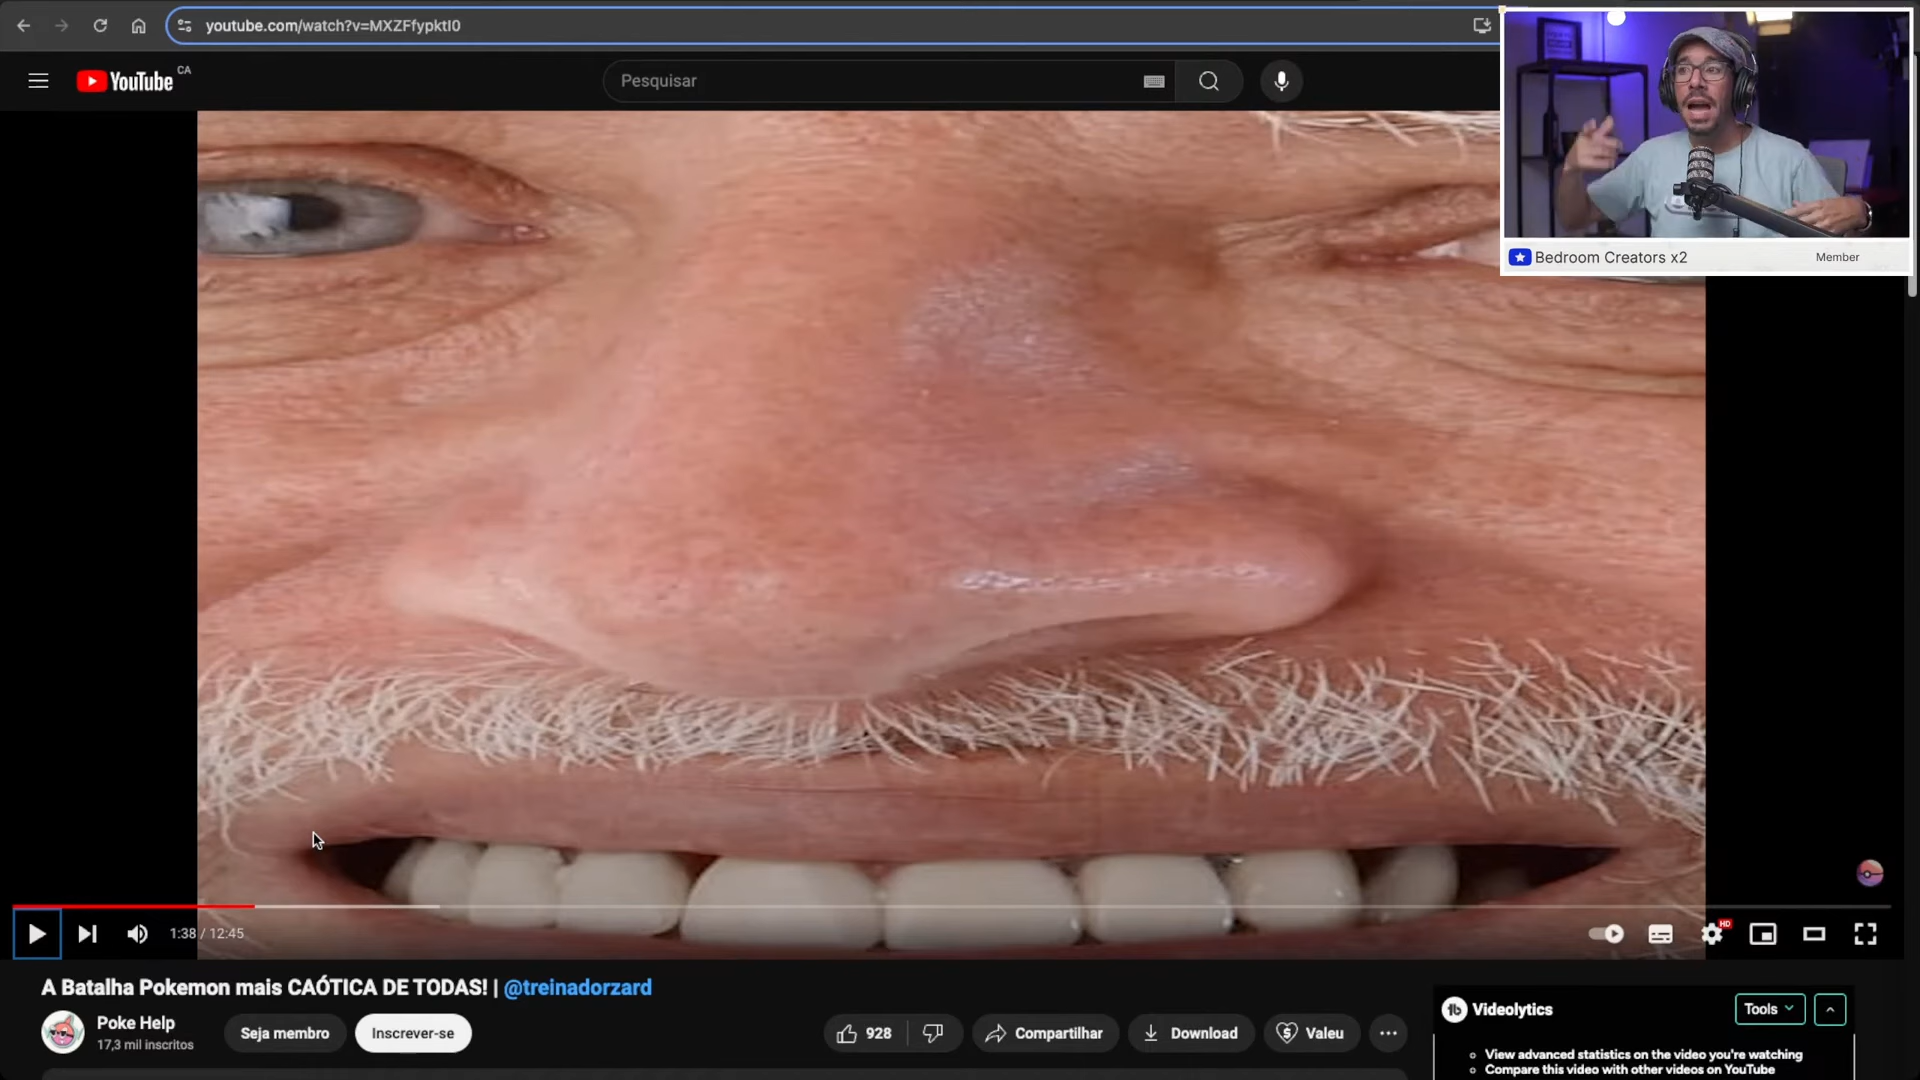 youtube.com/watch?v=MXZFfypktI0
YouTube CA
Pesquisar
Bedroom Creators x2
Member
1:38 / 12:45
HD
A Batalha Pokemon mais CAÓTICA DE TODAS! | @treinadorzard
Poke Help
17,3 mil inscritos
Seja membro
Inscrever-se
928
Compartilhar
Download
Valeu
Videolytics
Tools
View advanced statistics on the video you're watching
Compare this video with other videos on YouTube